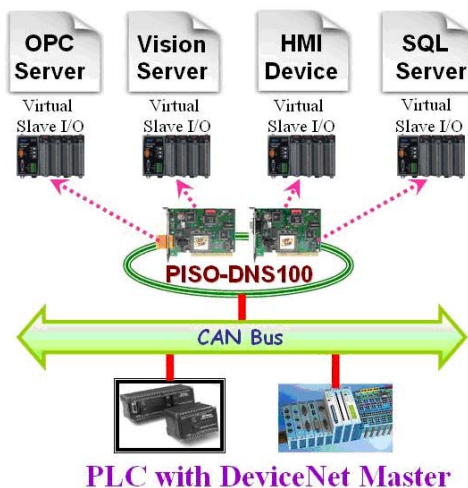 OPC
Server
Vision
Server
HMI
Device
SQL
Server
Virtual
Slave I/O
Virtual
Slave I/O
Virtual
Slave I/O
Virtual
Slave I/O
PISO-DNS100
CAN Bus
PLC with DeviceNet Master